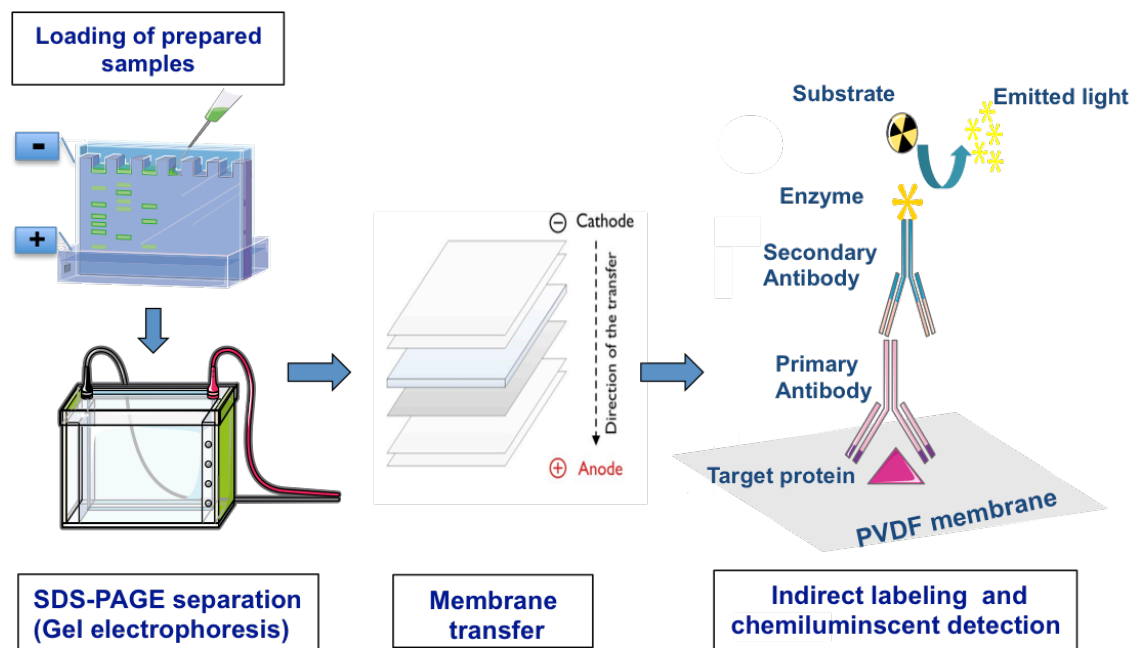 Loading of prepared
samples
-
+
SDS-PAGE separation
(Gel electrophoresis)
⊖ Cathode
Direction of the transfer
⊕ Anode
Membrane
transfer
Substrate
Emitted light
Enzyme
Secondary
Antibody
Primary
Antibody
Target protein
PVDF membrane
Indirect labeling and
chemiluminscent detection